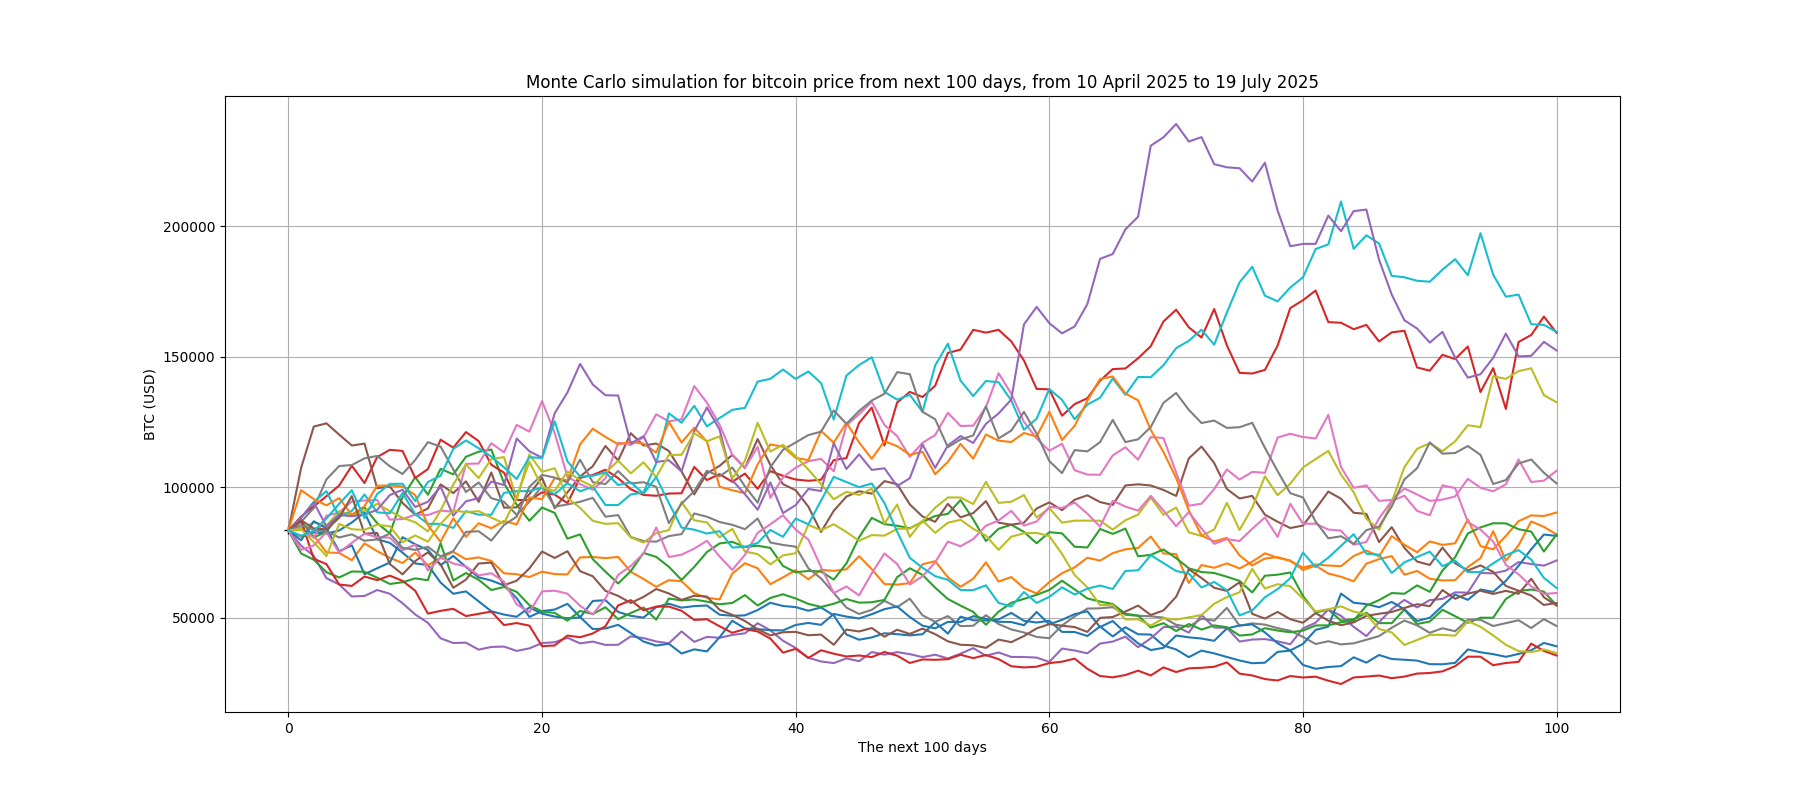 Monte Carlo simulation for bitcoin price from next 100 days, from 10 April 2025 to 19 July 2025
BTC (USD)
200000
150000
100000
50000
0 20 40 60 80 100
The next 100 days